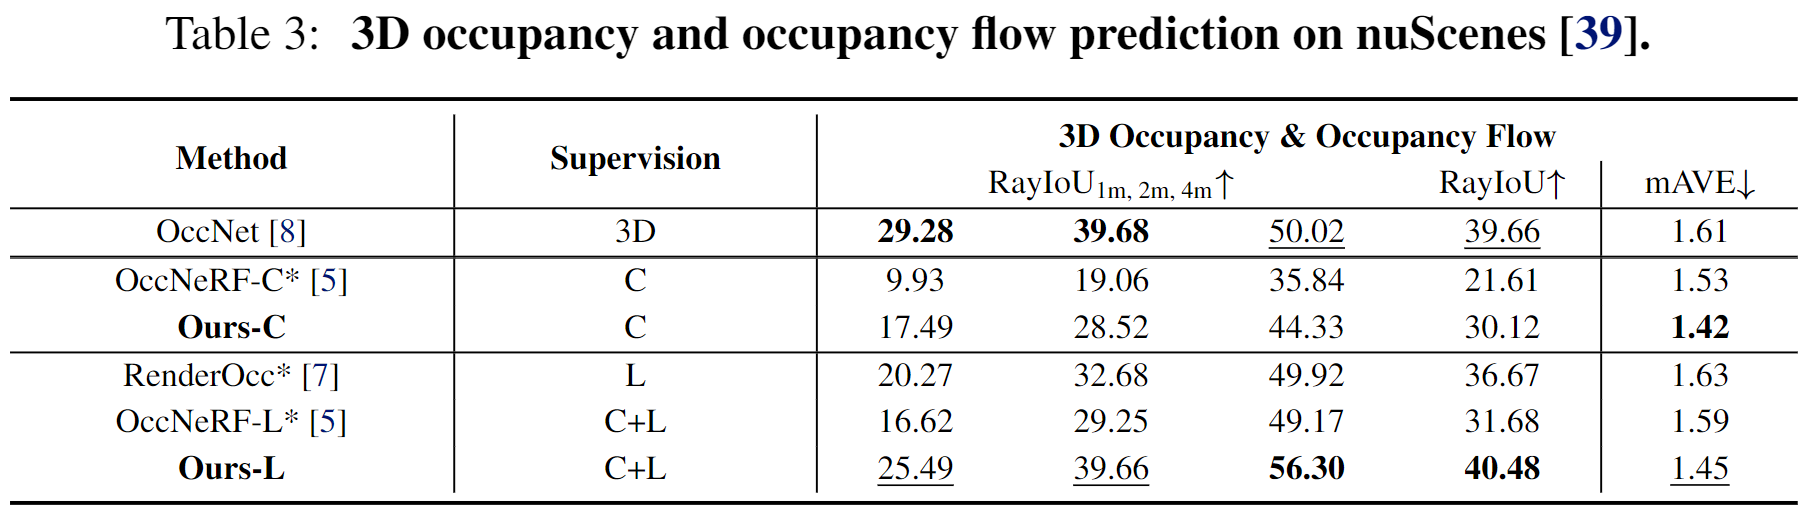 Table 3: 3D occupancy and occupancy flow prediction on nuScenes [39].
Method Supervision 3D Occupancy & Occupancy Flow
RayIoU1m, 2m, 4m↑ RayIoU↑ mAVE↓
OccNet [8] 3D 29.28 39.68 50.02 39.66 1.61
OccNeRF-C* [5] C 9.93 19.06 35.84 21.61 1.53
Ours-C C 17.49 28.52 44.33 30.12 1.42
RenderOcc* [7] L 20.27 32.68 49.92 36.67 1.63
OccNeRF-L* [5] C+L 16.62 29.25 49.17 31.68 1.59
Ours-L C+L 25.49 39.66 56.30 40.48 1.45